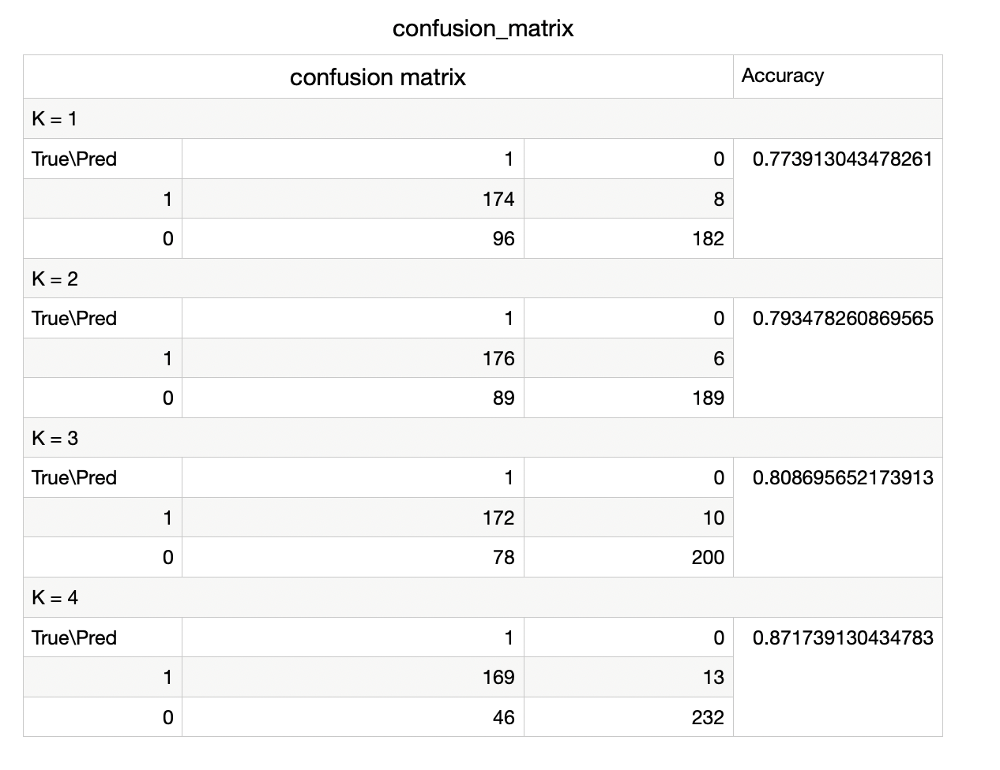 confusion_matrix
confusion matrix Accuracy
K = 1
True\Pred 1 0 0.773913043478261
1 174 8
0 96 182
K = 2
True\Pred 1 0 0.793478260869565
1 176 6
0 89 189
K = 3
True\Pred 1 0 0.808695652173913
1 172 10
0 78 200
K = 4
True\Pred 1 0 0.871739130434783
1 169 13
0 46 232